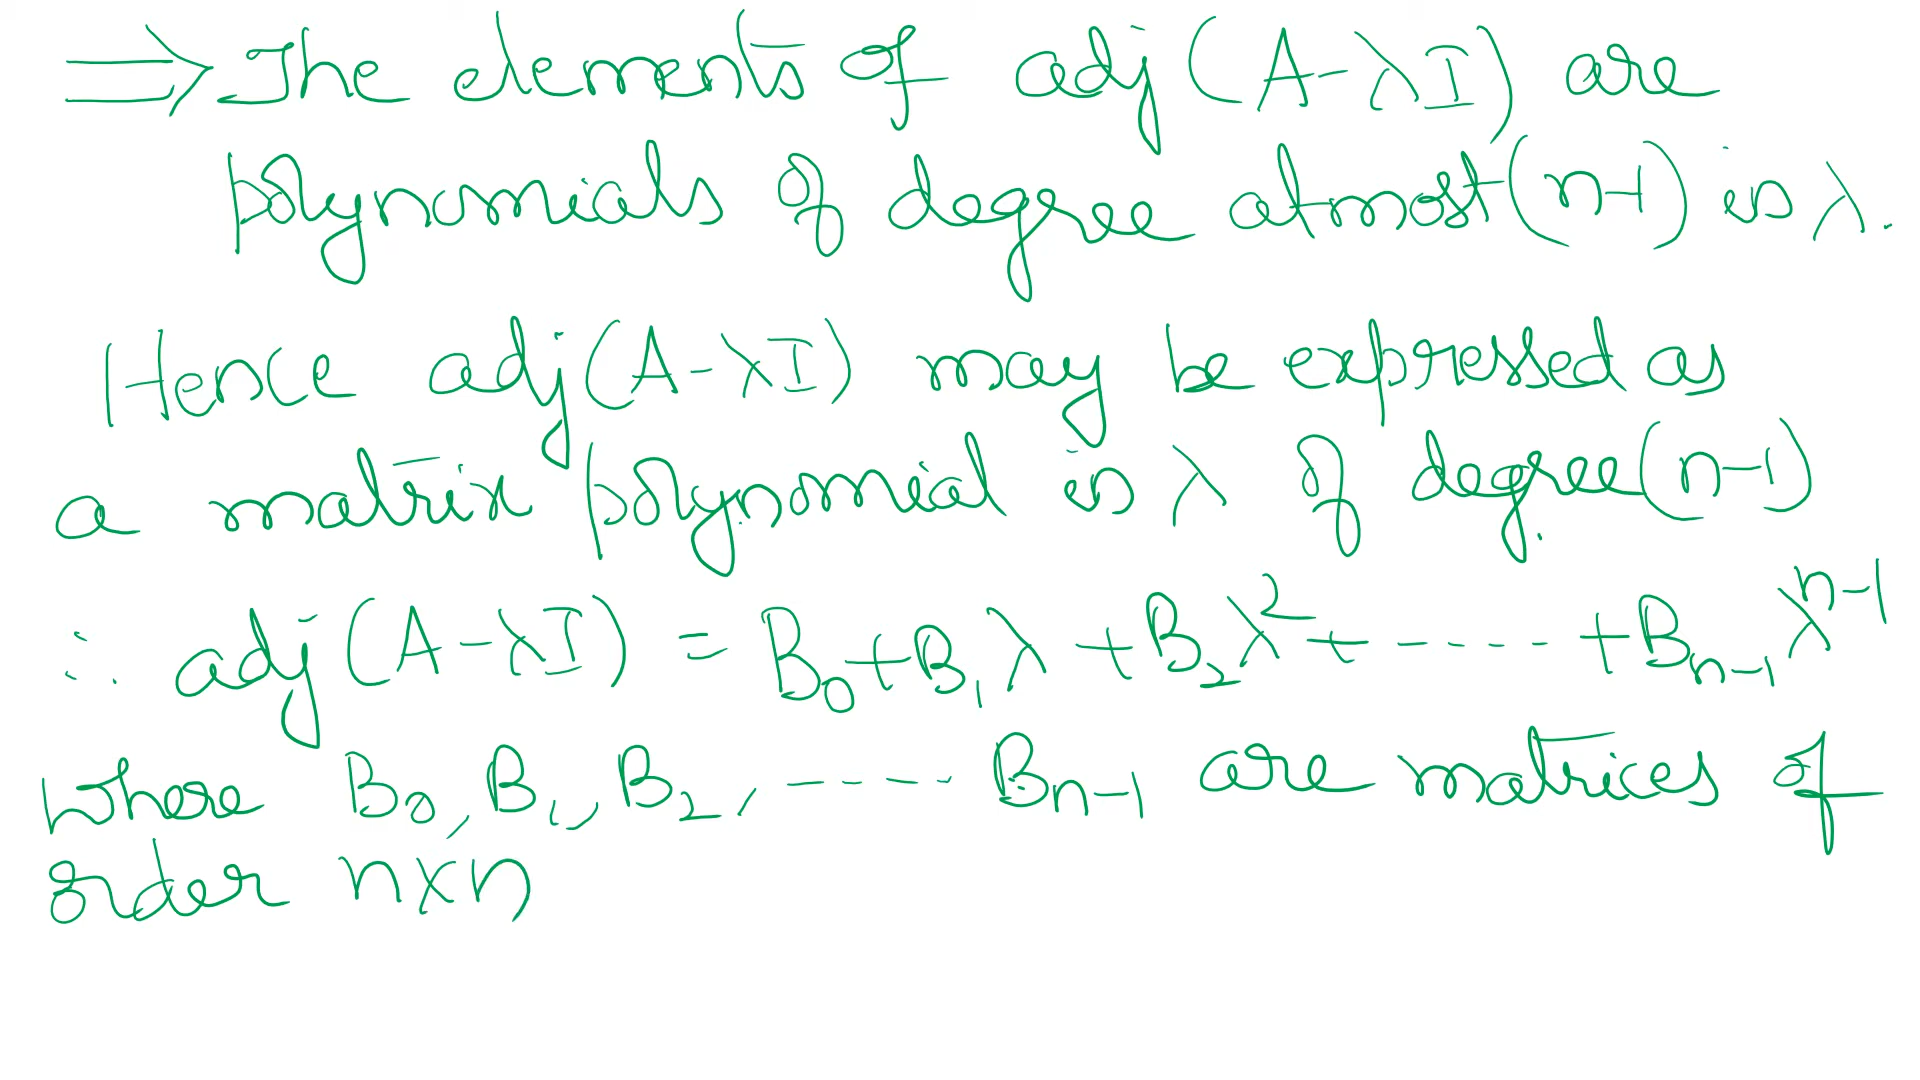 ⇒ The elements of adj (A-λI) are
polynomials of degree atmost (n-1) in λ.
Hence adj(A-λI) may be expressed as
a matrix polynomial in λ of degree (n-1)
∴ adj (A-λI) = B₀+B₁λ+B₂λ²+-----+Bₙ₋₁λⁿ⁻¹
where B₀, B₁, B₂, ----- Bₙ₋₁ are matrices of
order n×n